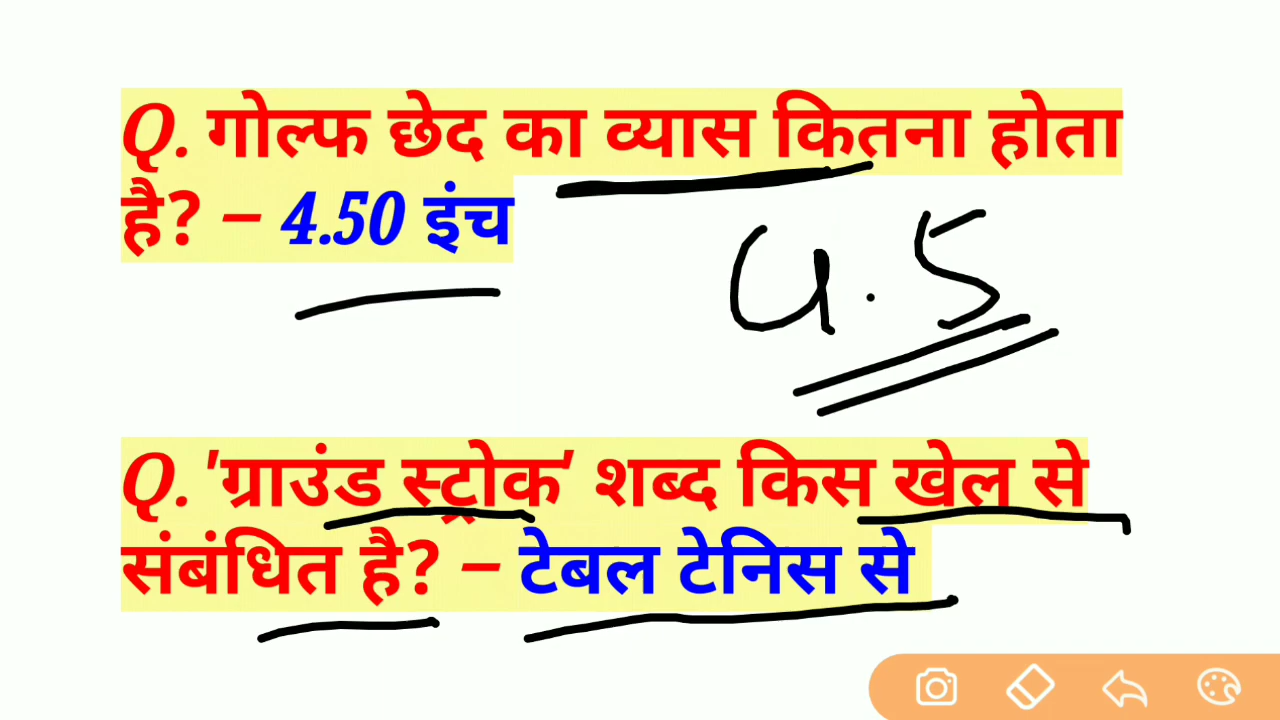 Q. गोल्फ छेद का व्यास कितना होता
है? – 4.50 इंच
4.5
Q. 'ग्राउंड स्ट्रोक' शब्द किस खेल से
संबंधित है? – टेबल टेनिस से